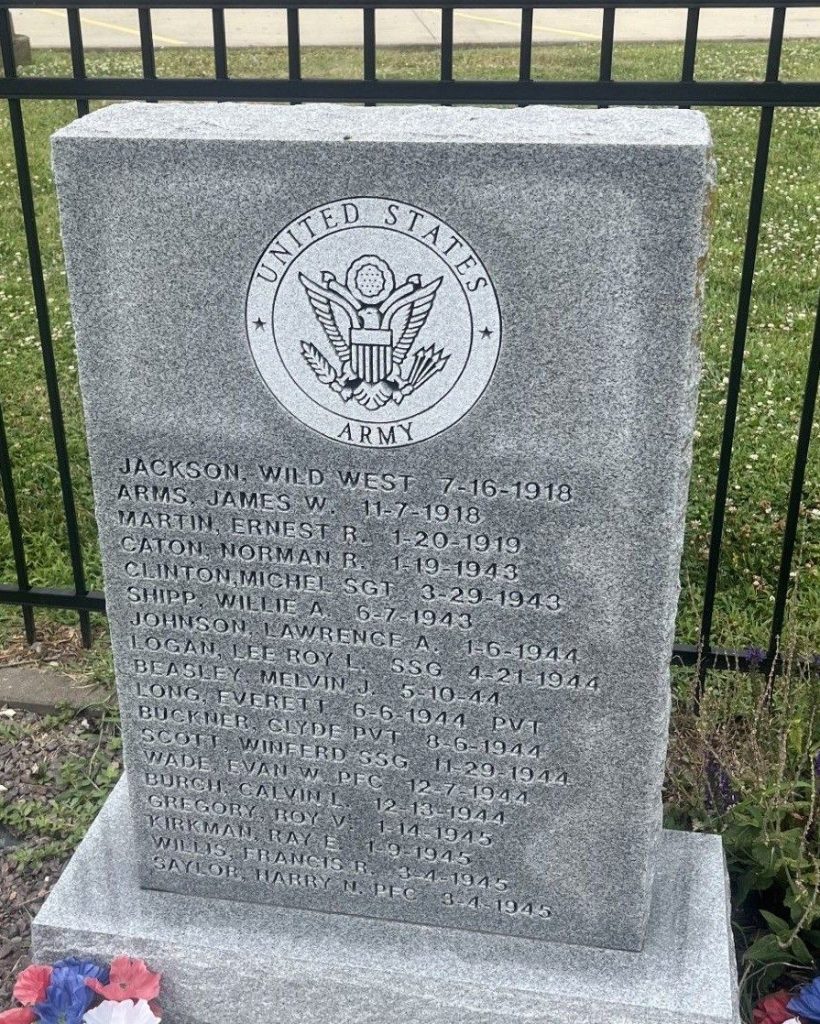 UNITED STATES
ARMY
JACKSON, WILD WEST 7-16-1918
ARMS, JAMES W. 11-7-1918
MARTIN, ERNEST R. 1-20-1919
CATON, NORMAN R. 1-19-1943
CLINTON,MICHEL SGT 3-29-1943
SHIPP, WILLIE A. 6-7-1943
JOHNSON, LAWRENCE A. 1-6-1944
LOGAN, LEE ROY L. SSG 4-21-1944
BEASLEY, MELVIN J. 5-10-44
LONG, EVERETT 6-6-1944 PVT
BUCKNER, CLYDE PVT 8-6-1944
SCOTT, WINFERD SSG 11-29-1944
WADE, EVAN W. PFC 12-7-1944
BURCH, CALVIN L. 12-13-1944
GREGORY, ROY V. 1-14-1945
KIRKMAN, RAY E. 1-9-1945
WILLIS, FRANCIS R. 3-4-1945
SAYLOR, HARRY N. PFC 3-4-1945